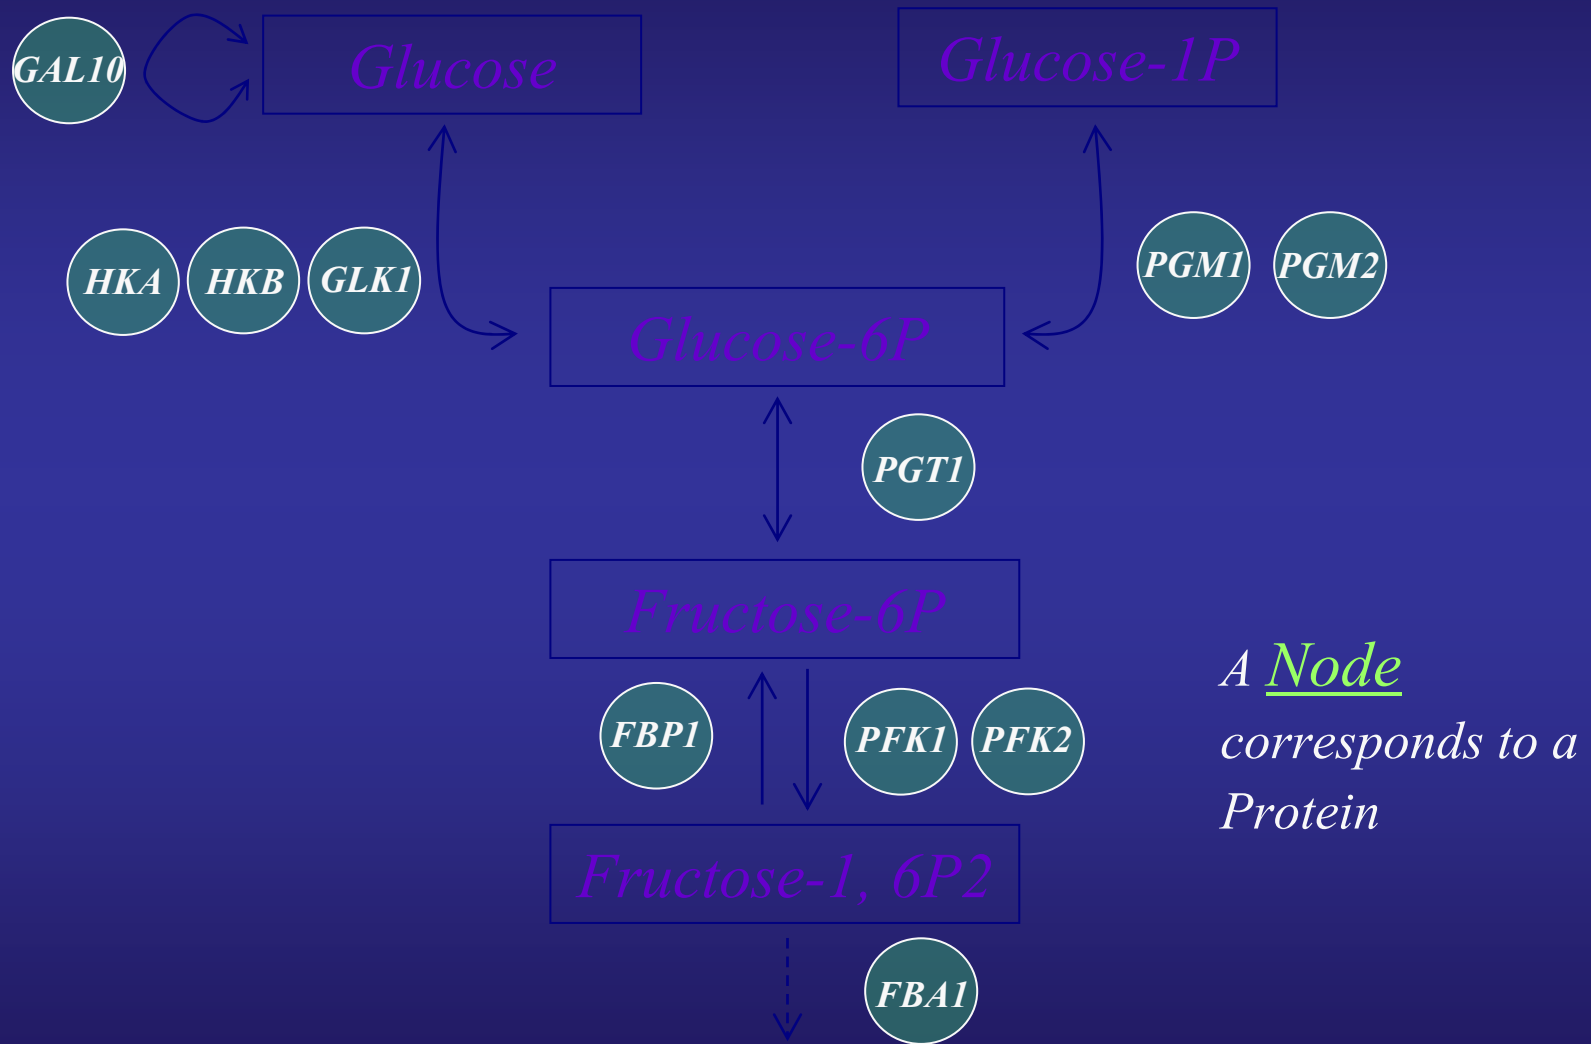 GAL10
Glucose
Glucose-1P
HKA
HKB
GLK1
PGM1
PGM2
Glucose-6P
PGT1
Fructose-6P
A Node
corresponds to a
Protein
FBP1
PFK1
PFK2
Fructose-1, 6P2
FBA1